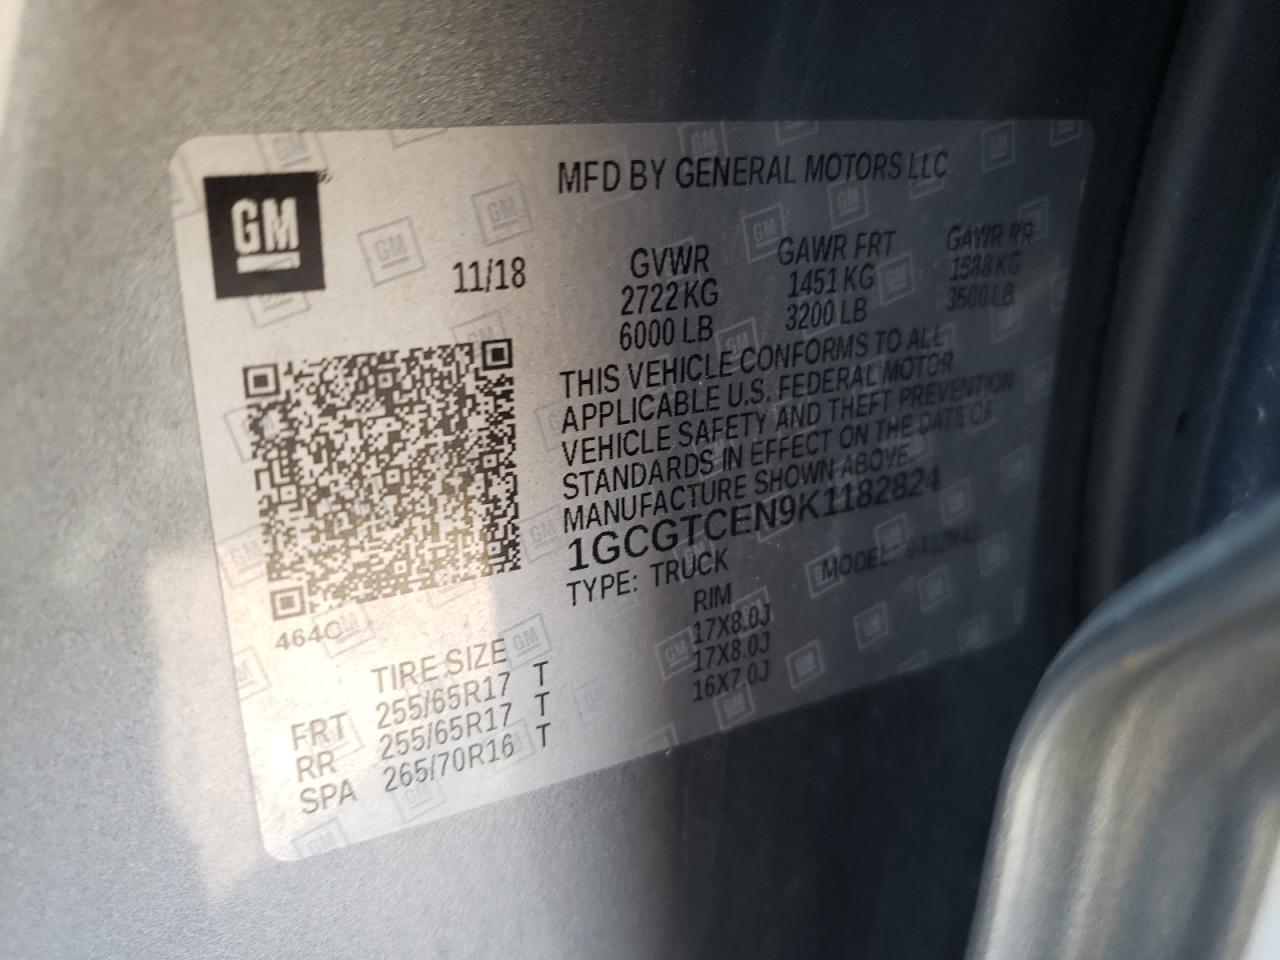 GM
MFD BY GENERAL MOTORS LLC
11/18
GVWR GAWR FRT GAWR RR
2722 KG 1451 KG 1588 KG
6000 LB 3200 LB 3500 LB
THIS VEHICLE CONFORMS TO ALL
APPLICABLE U.S. FEDERAL MOTOR
VEHICLE SAFETY AND THEFT PREVENTION
STANDARDS IN EFFECT ON THE DATE OF
MANUFACTURE SHOWN ABOVE.
1GCGTCEN9K1182824
TYPE: TRUCK MODEL:
464C
TIRE SIZE RIM
FRT 255/65R17 T 17X8.0J
RR 255/65R17 T 17X8.0J
SPA 265/70R16 T 16X7.0J